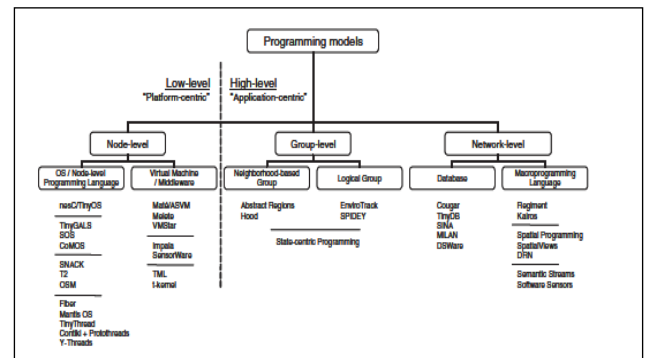 Programming models
Low-level
"Platform-centric"
High-level
"Application-centric"
Node-level
Group-level
Network-level
OS / Node-level
Programming Language
Virtual Machine
/ Middleware
Neighborhood-based
Group
Logical Group
Database
Macroprogramming
Language
nesC/TinyOS
TinyGALS
SOS
CoMOS
SNACK
T2
OSM
Fiber
Mantis OS
TinyThread
Contiki + Protothreads
Y-Threads
Maté/ASVM
Melete
VMStar
Impala
SensorWare
TML
t-kernel
Abstract Regions
Hood
EnviroTrack
SPIDEY
State-centric Programming
Cougar
TinyDB
SINA
MiLAN
DSWare
Regiment
Kairos
Spatial Programming
SpatialViews
DRN
Semantic Streams
Software Sensors